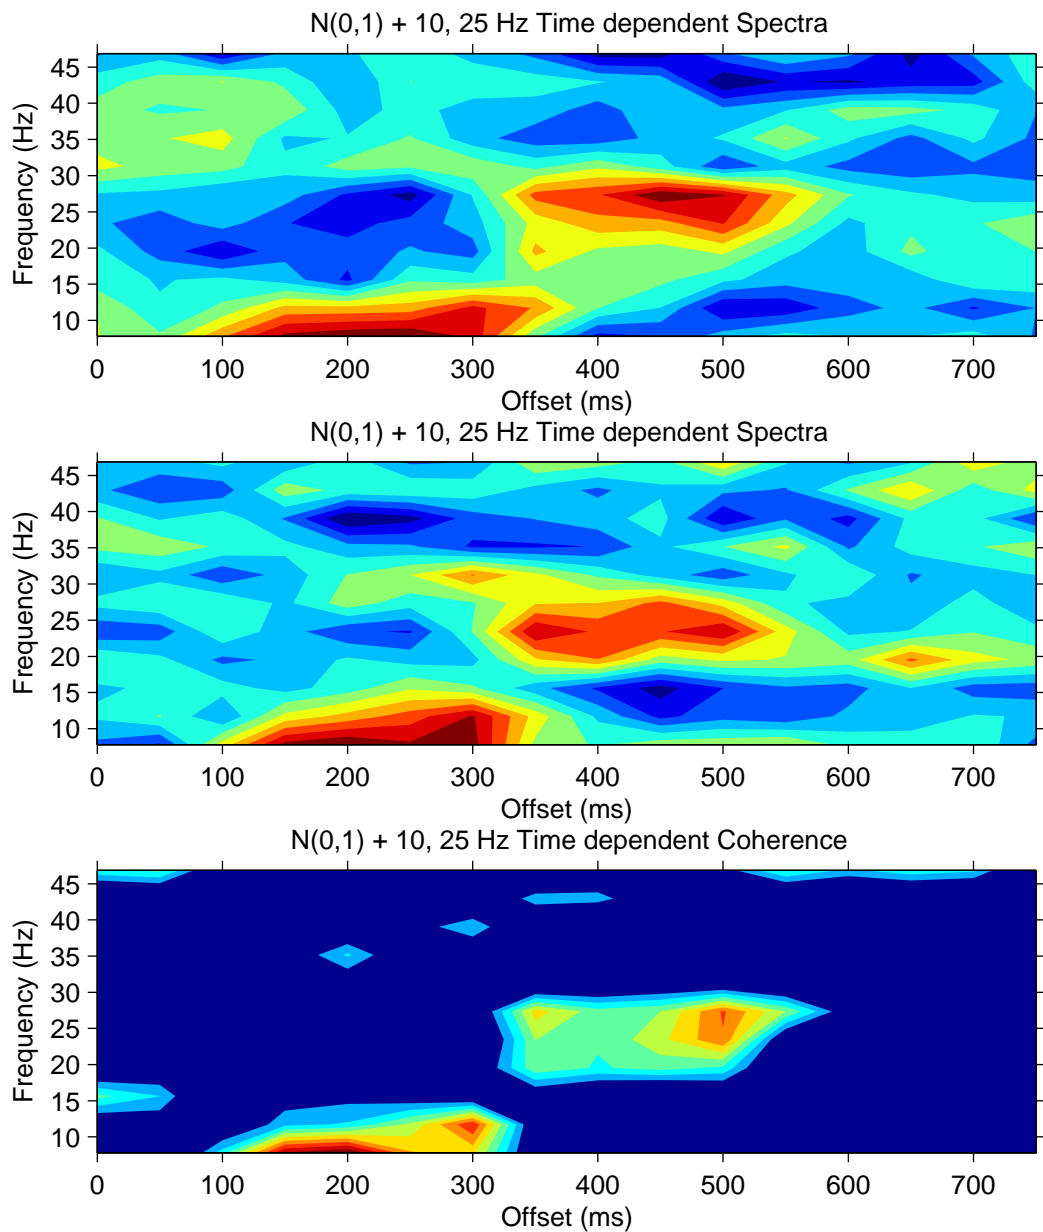 N(0,1) + 10, 25 Hz Time dependent Spectra
45
40
35
30
25
20
15
10
Frequency (Hz)
0 100 200 300 400 500 600 700
Offset (ms)
N(0,1) + 10, 25 Hz Time dependent Spectra
45
40
35
30
25
20
15
10
Frequency (Hz)
0 100 200 300 400 500 600 700
Offset (ms)
N(0,1) + 10, 25 Hz Time dependent Coherence
45
40
35
30
25
20
15
10
Frequency (Hz)
0 100 200 300 400 500 600 700
Offset (ms)